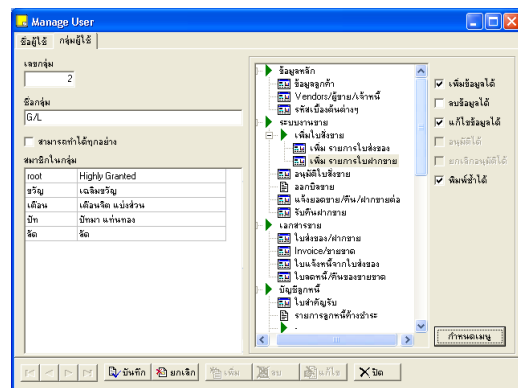 Manage User
ชื่อผู้ใช้ กลุ่มผู้ใช้
เลขกลุ่ม
2
ชื่อกลุ่ม
G/L
สามารถทำได้ทุกอย่าง
สมาชิกในกลุ่ม
root Highly Granted
ขวัญ เฉลิมขวัญ
เดือน เดือนจิต แบ่งส่วน
ปัท ปัทมา แก่นทอง
รัด รัด
ข้อมูลหลัก
ข้อมูลลูกค้า
Vendors/ผู้ขาย/เจ้าหนี้
รหัสเบื้องต้นต่างๆ
ระบบงานขาย
เพิ่มใบสั่งขาย
เพิ่ม รายการใบสั่งของ
เพิ่ม รายการใบฝากขาย
อนุมัติใบสั่งขาย
ออกบิลขาย
แจ้งยอดขาย/คืน/ฝากขายต่อ
รับคืนฝากขาย
เอกสารขาย
ใบส่งของ/ฝากขาย
Invoice/ขายขาด
ใบแจ้งหนี้จากใบส่งของ
ใบลดหนี้/คืนของขายขาด
บัญชีลูกหนี้
ใบสำคัญรับ
รายการลูกหนี้ค้างชำระ
เพิ่มข้อมูลได้
ลบข้อมูลได้
แก้ไขข้อมูลได้
อนุมัติได้
ยกเลิกอนุมัติได้
พิมพ์ซ้ำได้
กำหนดเมนู
บันทึก ยกเลิก เพิ่ม ลบ แก้ไข ปิด